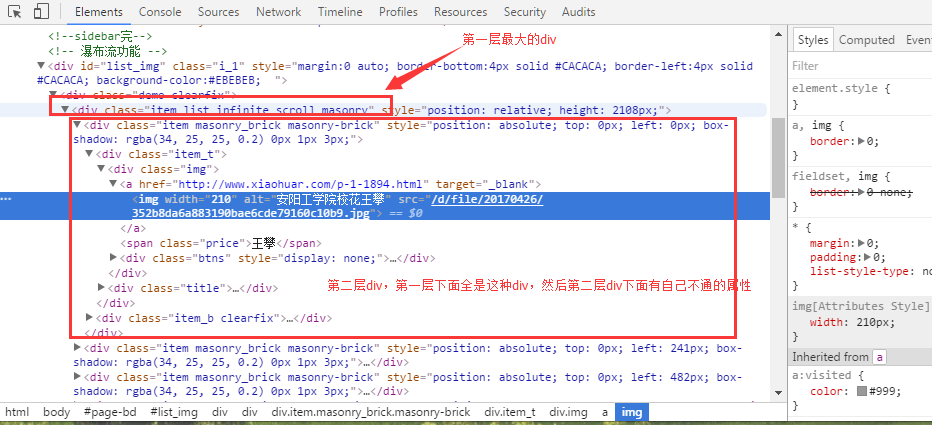 Elements Console Sources Network Timeline Profiles Resources Security Audits
<!--sidebar完-->
<!-- 瀑布流功能 -->
第一层最大的div
▼<div id="list_img" class="i_1" style="margin:0 auto; border-bottom:4px solid #CACACA; border-left:4px solid
#CACACA; background-color:#EBEBEB;  ">
▼<div class="demo clearfix">
▼<div class="item_list infinite_scroll masonry" style="position: relative; height: 2108px;">
▼<div class="item masonry_brick masonry-brick" style="position: absolute; top: 0px; left: 0px; box-
shadow: rgba(34, 25, 25, 0.2) 0px 1px 3px;">
▼<div class="item_t">
▼<div class="img">
▼<a href="http://www.xiaohuar.com/p-1-1894.html" target="_blank">
<img width="210" alt="安阳工学院校花王攀" src="/d/file/20170426/
352b8da6a883190bae6cde79160c10b9.jpg"> == $0
</a>
<span class="price">王攀</span>
▶<div class="btns" style="display: none;">…</div>
</div>
▶<div class="title">…</div>
第二层div，第一层下面全是这种div，然后第二层div下面有自己不通的属性
</div>
▶<div class="item_b clearfix">…</div>
</div>
▶<div class="item masonry_brick masonry-brick" style="position: absolute; top: 0px; left: 241px; box-
shadow: rgba(34, 25, 25, 0.2) 0px 1px 3px;">…</div>
▶<div class="item masonry_brick masonry-brick" style="position: absolute; top: 0px; left: 482px; box-
shadow: rgba(34, 25, 25, 0.2) 0px 1px 3px;">…</div>
html body #page-bd #list_img div div div.item.masonry_brick.masonry-brick div.item_t div.img a img
Styles Computed Event
Filter
element.style {
}
a, img {
border:▶0;
}
fieldset, img {
border:▶0 none;
}
* {
margin:▶0;
padding:▶0;
list-style-type: no
}
img[Attributes Style] {
width: 210px;
}
Inherited from a
a:visited {
color: #999;
}